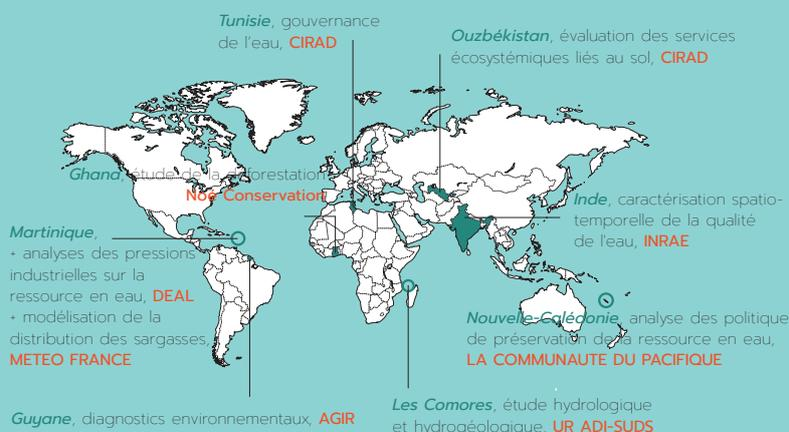 Tunisie, gouvernance
de l'eau, CIRAD
Ouzbékistan, évaluation des services
écosystémiques liés au sol, CIRAD
Ghana, étude de la déforestation
Noé Conservation
Inde, caractérisation spatio-
temporelle de la qualité
de l'eau, INRAE
Martinique,
+ analyses des pressions
industrielles sur la
ressource en eau, DEAL
+ modélisation de la
distribution des sargasses,
METEO FRANCE
Nouvelle-Calédonie, analyse des politique
de préservation de la ressource en eau,
LA COMMUNAUTE DU PACIFIQUE
Guyane, diagnostics environnementaux, AGIR
Les Comores, étude hydrologique
et hydrogéologique, UR ADI-SUDS